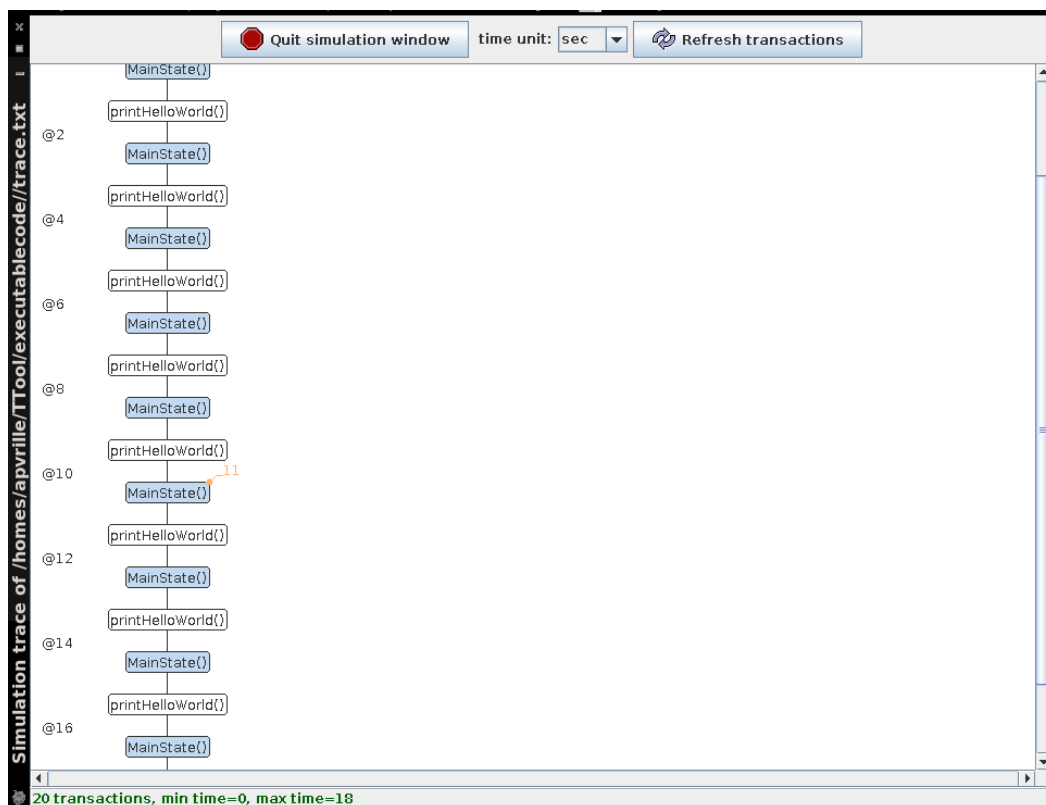 Quit simulation window time unit: sec Refresh transactions
Simulation trace of /homes/apvrille/TTool/executablecode//trace.txt
MainState()
printHelloWorld()
@2
MainState()
printHelloWorld()
@4
MainState()
printHelloWorld()
@6
MainState()
printHelloWorld()
@8
MainState()
printHelloWorld()
@10
11
MainState()
printHelloWorld()
@12
MainState()
printHelloWorld()
@14
MainState()
printHelloWorld()
@16
MainState()
20 transactions, min time=0, max time=18